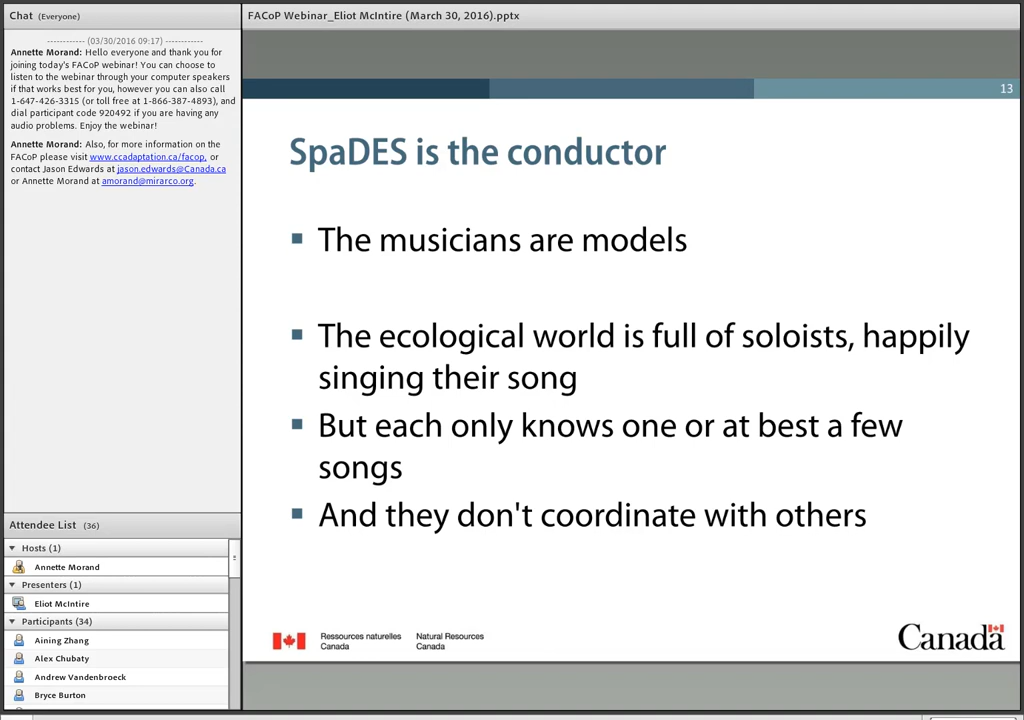 Chat (Everyone)
------------ (03/30/2016 09:17) ------------
Annette Morand: Hello everyone and thank you for
joining today's FACoP webinar! You can choose to
listen to the webinar through your computer speakers
if that works best for you, however you can also call
1-647-426-3315 (or toll free at 1-866-387-4893), and
dial participant code 920492 if you are having any
audio problems. Enjoy the webinar!
Annette Morand: Also, for more information on the
FACoP please visit www.ccadaptation.ca/facop, or
contact Jason Edwards at jason.edwards@Canada.ca
or Annette Morand at amorand@mirarco.org.
Attendee List (36)
Hosts (1)
Annette Morand
Presenters (1)
Eliot McIntire
Participants (34)
Aining Zhang
Alex Chubaty
Andrew Vandenbroeck
Bryce Burton
FACoP Webinar_Eliot McIntire (March 30, 2016).pptx
13
SpaDES is the conductor
▪ The musicians are models
▪ The ecological world is full of soloists, happily
singing their song
▪ But each only knows one or at best a few
songs
▪ And they don't coordinate with others
Ressources naturelles
Canada
Natural Resources
Canada
Canada